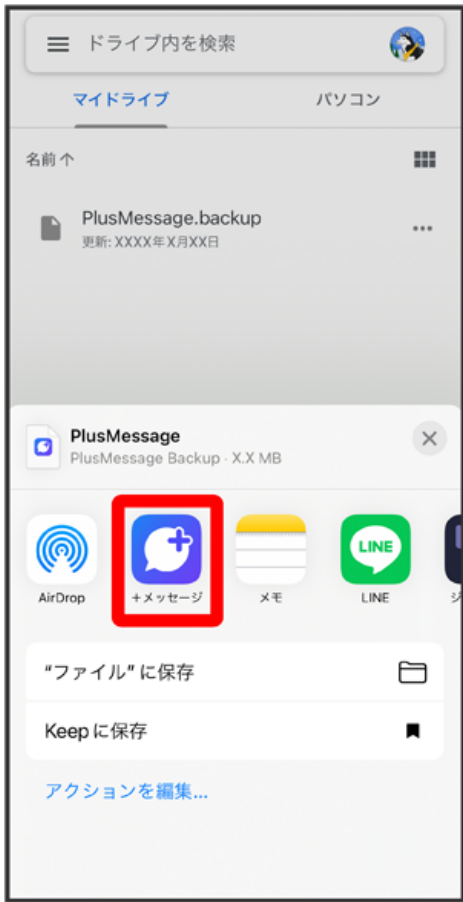 ドライブ内を検索
マイドライブ パソコン
名前 个
PlusMessage.backup
更新: XXXX年X月XX日
PlusMessage
PlusMessage Backup · X.X MB
LINE
AirDrop +メッセージ メモ LINE ジ
“ファイル” に保存
Keep に保存
アクションを編集...